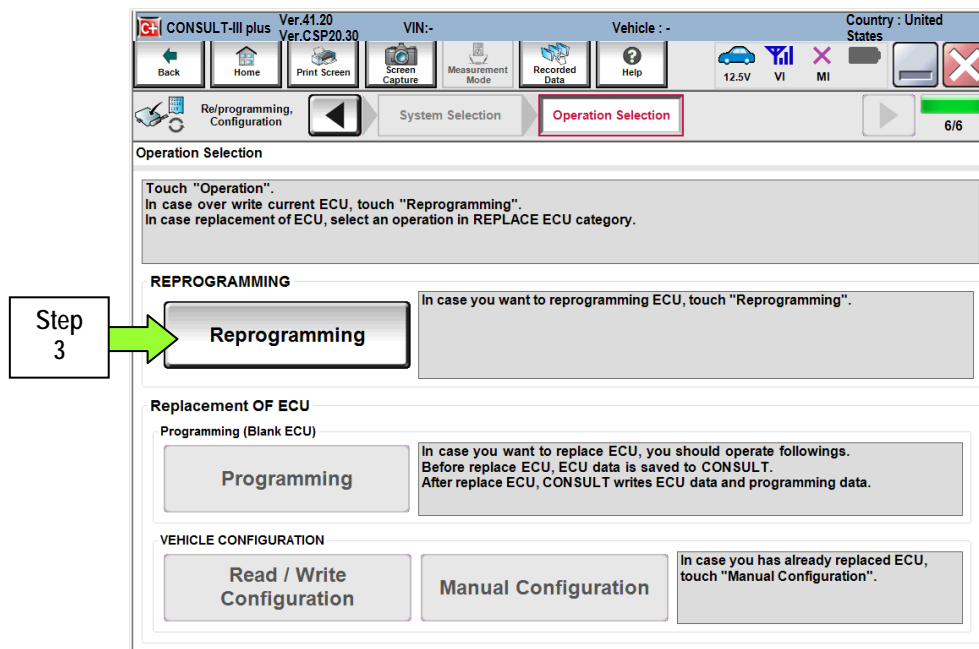 CONSULT-III plus
Ver.41.20
Ver.CSP20.30
VIN:-
Vehicle : -
Country : United
States
Back
Home
Print Screen
Screen
Capture
Measurement
Mode
Recorded
Data
Help
12.5V
VI
MI
Re/programming,
Configuration
System Selection
Operation Selection
6/6
Operation Selection
Touch "Operation".
In case over write current ECU, touch "Reprogramming".
In case replacement of ECU, select an operation in REPLACE ECU category.
REPROGRAMMING
Step
3
Reprogramming
In case you want to reprogramming ECU, touch "Reprogramming".
Replacement OF ECU
Programming (Blank ECU)
Programming
In case you want to replace ECU, you should operate followings.
Before replace ECU, ECU data is saved to CONSULT.
After replace ECU, CONSULT writes ECU data and programming data.
VEHICLE CONFIGURATION
Read / Write
Configuration
Manual Configuration
In case you has already replaced ECU,
touch "Manual Configuration".